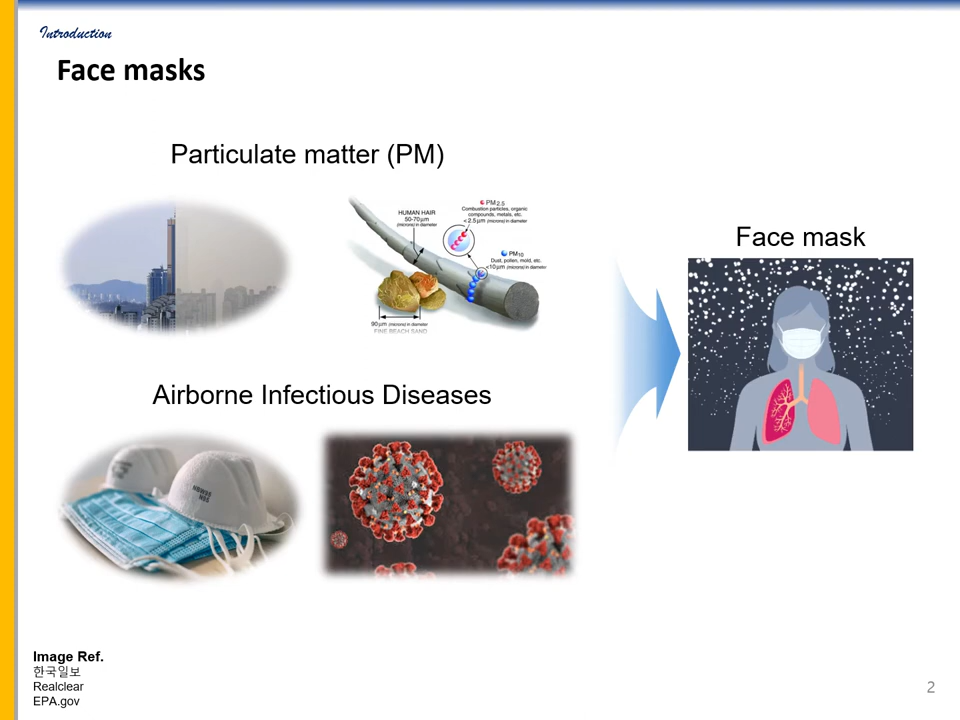 Introduction
Face masks
Particulate matter (PM)
HUMAN HAIR
50-70μm
(microns) in diameter
PM2.5
Combustion particles, organic
compounds, metals, etc.
< 2.5μm (microns) in diameter
PM10
Dust, pollen, mold, etc.
<10μm (microns) in diameter
90μm (microns) in diameter
FINE BEACH SAND
Face mask
Airborne Infectious Diseases
N95
Image Ref.
한국일보
Realclear
EPA.gov
2